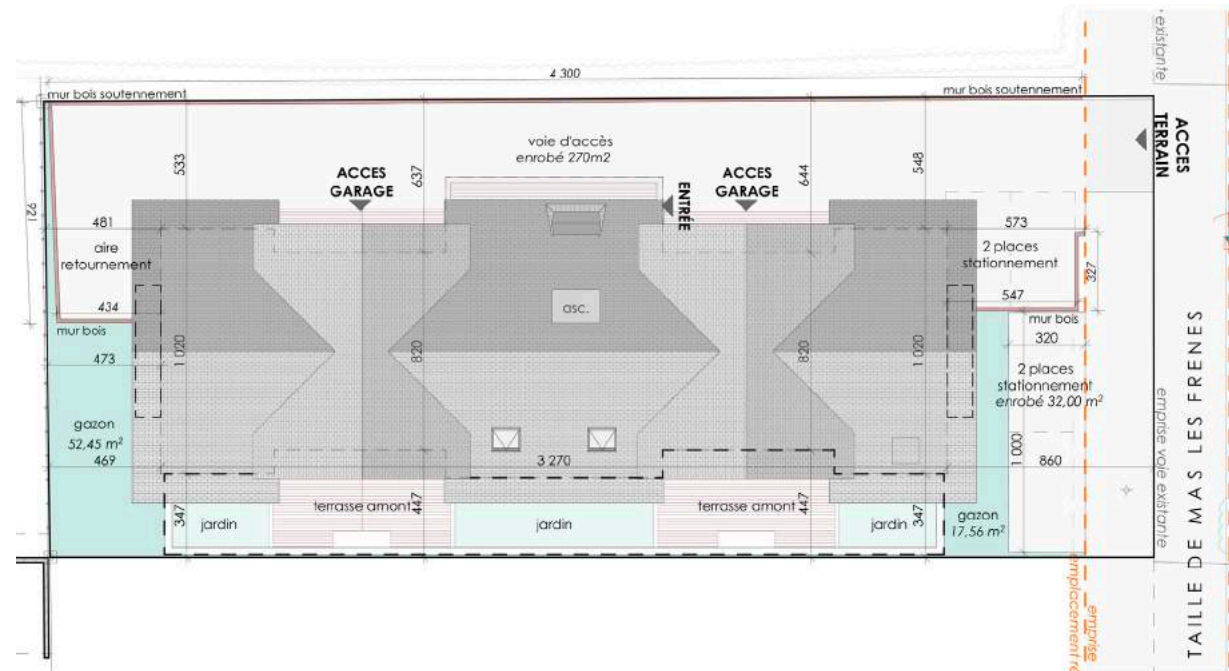 existante
4 300
mur bois soutennement
mur bois soutennement
ACCES
TERRAIN
voie d'accès
enrobé 270m2
533
637
644
548
921
ACCES
GARAGE
ENTRÉE
ACCES
GARAGE
481
573
aire
retournement
2 places
stationnement
327
434
547
mur bois
mur bois
asc.
320
473
1 020
820
820
1 020
2 places
stationnement
enrobé 32,00 m²
gazon
52,45 m²
469
3 270
1 000
860
347
terrasse amont
447
terrasse amont
447
347
jardin
jardin
jardin
gazon
17,56 m²
emprise voie existante
TAILLE DE MAS LES FRENES
emprise